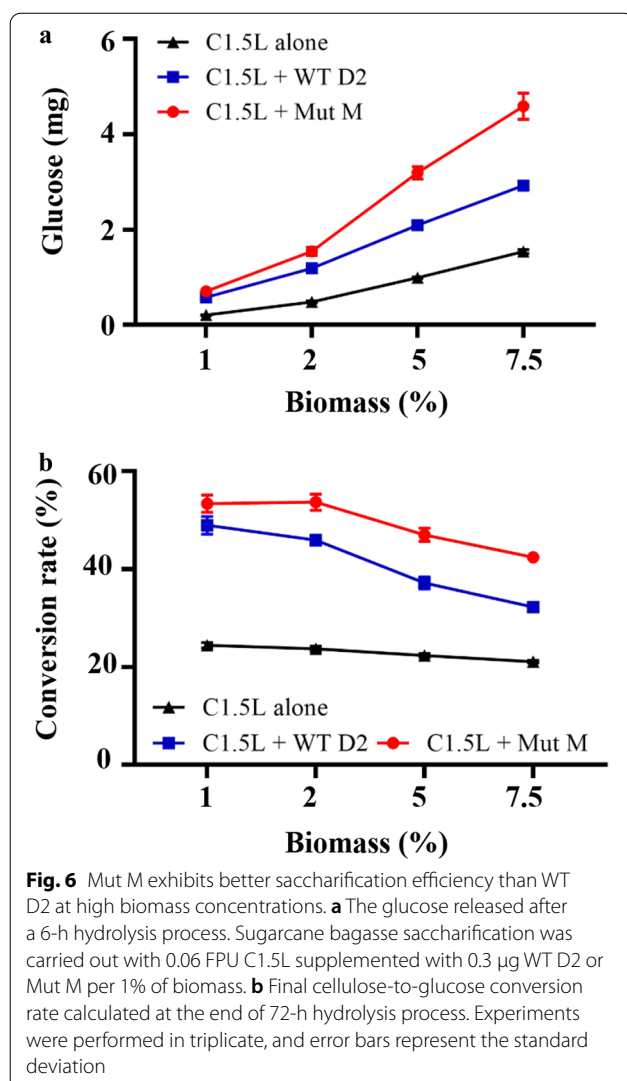 a
C1.5L alone
C1.5L + WT D2
C1.5L + Mut M
Glucose (mg)
6
4
2
0
1 2 5 7.5
Biomass (%)
b
Conversion rate (%)
60
40
20
0
C1.5L alone
C1.5L + WT D2 C1.5L + Mut M
1 2 5 7.5
Biomass (%)
Fig. 6 Mut M exhibits better saccharification efficiency than WT
D2 at high biomass concentrations. a The glucose released after
a 6-h hydrolysis process. Sugarcane bagasse saccharification was
carried out with 0.06 FPU C1.5L supplemented with 0.3 µg WT D2 or
Mut M per 1% of biomass. b Final cellulose-to-glucose conversion
rate calculated at the end of 72-h hydrolysis process. Experiments
were performed in triplicate, and error bars represent the standard
deviation